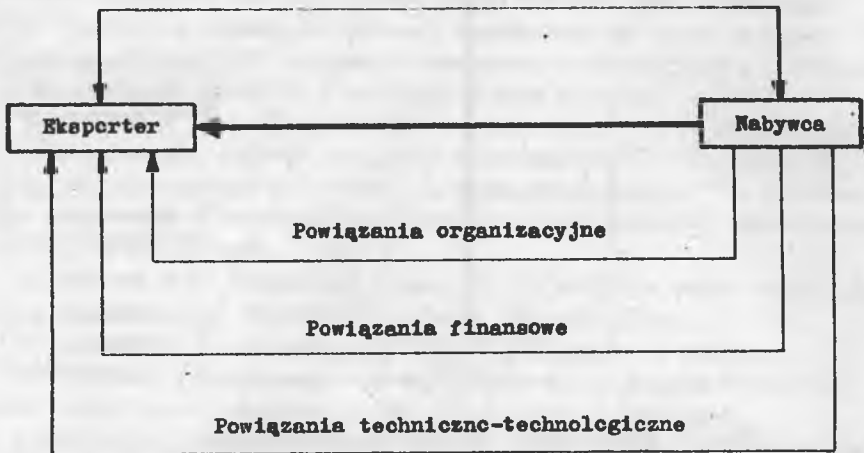 Eksporter
Nabywca
Powiązania organizacyjne
Powiązania finansowe
Powiązania techniczno-technologiczne